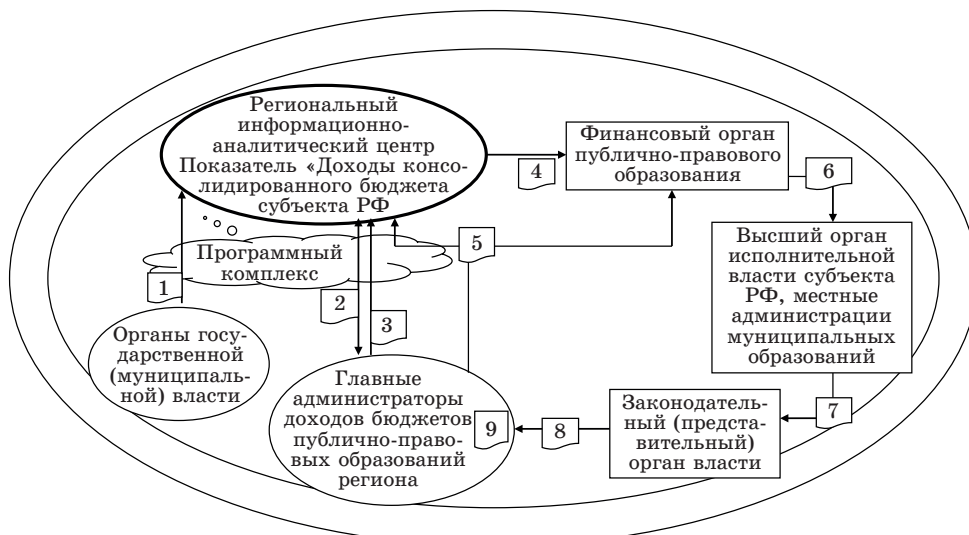 Региональный
информационно-
аналитический центр
Показатель «Доходы консо-
лидированного бюджета
субъекта РФ
4
Финансовый орган
публично-правового
образования
6
5
Программный
комплекс
1
2
3
Высший орган
исполнительной
власти субъекта
РФ, местные
администрации
муниципальных
образований
Органы госу-
дарственной
(муниципаль-
ной) власти
Главные
администраторы
доходов бюджетов
публично-право-
вых образований
региона
9
8
Законодатель-
ный (предста-
вительный)
орган власти
7